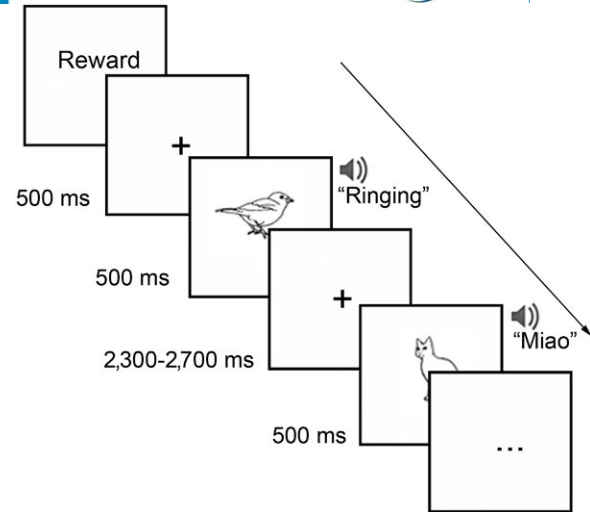 Reward
+
500 ms
“Ringing”
500 ms
+
2,300-2,700 ms
“Miao”
500 ms
...